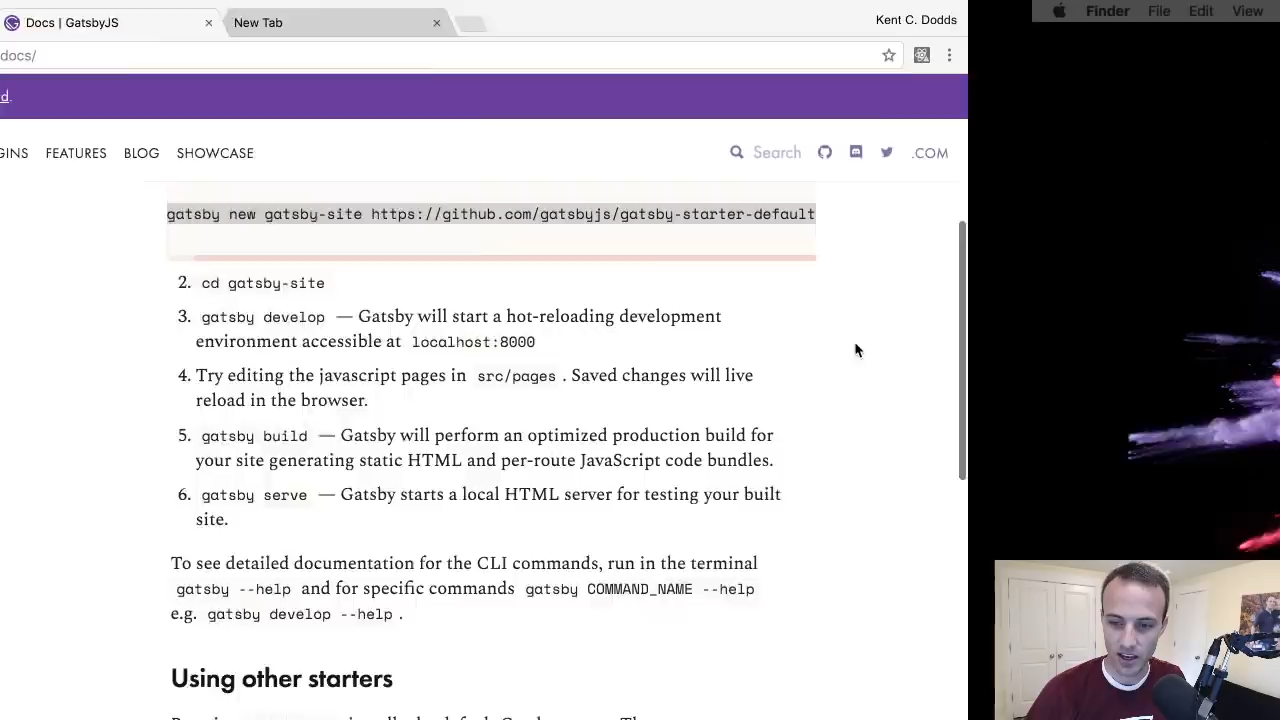 Docs | GatsbyJS
New Tab
Kent C. Dodds
Finder File Edit View
docs/
d.
GINS FEATURES BLOG SHOWCASE
Search
.COM
gatsby new gatsby-site https://github.com/gatsbyjs/gatsby-starter-default
2. cd gatsby-site
3. gatsby develop — Gatsby will start a hot-reloading development
environment accessible at localhost:8000
4. Try editing the javascript pages in src/pages . Saved changes will live
reload in the browser.
5. gatsby build — Gatsby will perform an optimized production build for
your site generating static HTML and per-route JavaScript code bundles.
6. gatsby serve — Gatsby starts a local HTML server for testing your built
site.
To see detailed documentation for the CLI commands, run in the terminal
gatsby --help and for specific commands gatsby COMMAND_NAME --help
e.g. gatsby develop --help .
Using other starters